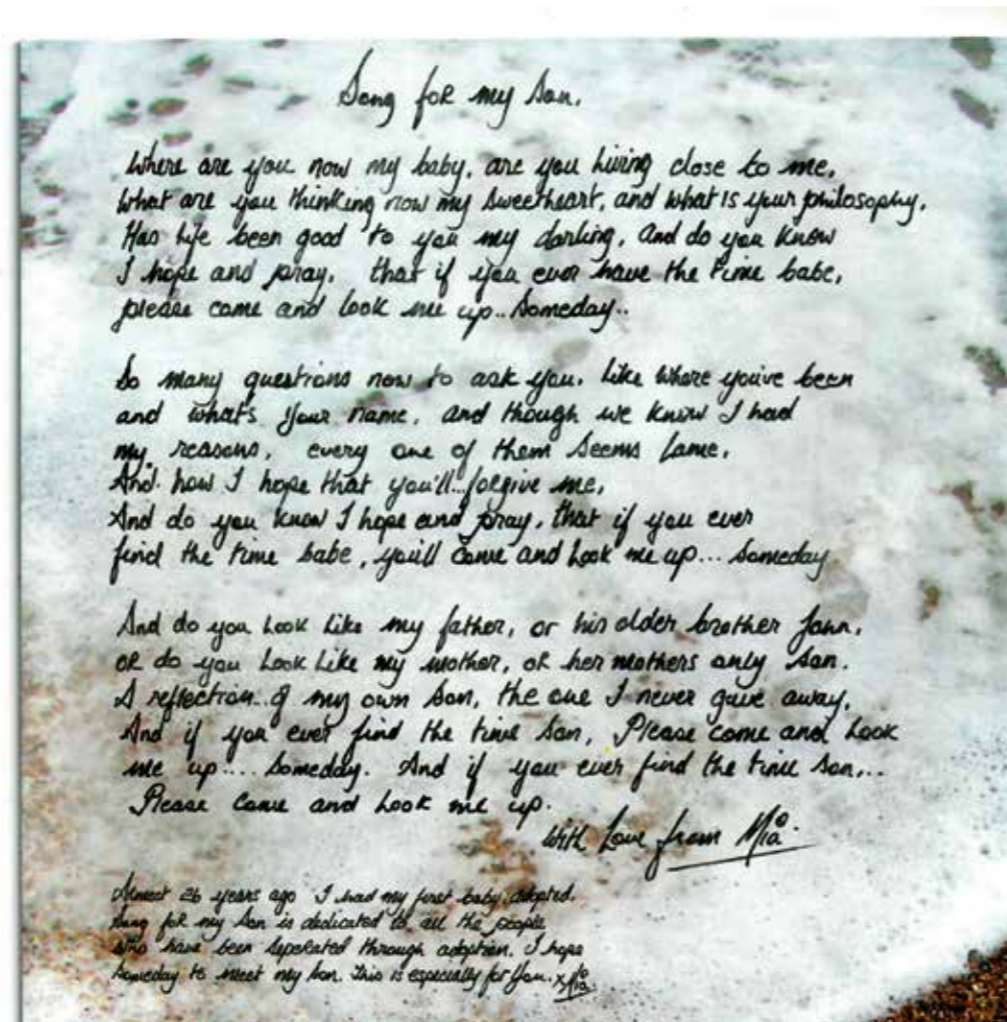 Song for my Son.
Where are you now my baby, are you living close to me,
What are you thinking now my sweetheart, and what is your philosophy,
Has life been good to you my darling, and do you know
I hope and pray, that if you ever have the time babe,
please come and look me up.. Someday..
So many questions now to ask you, like where you've been
and what's your name, and though we know I had
my reasons, every one of them seems lame,
And how I hope that you'll...forgive me,
And do you know I hope and pray, that if you ever
find the time babe, you'll come and look me up... Someday
And do you look like my father, or his older brother John,
or do you look like my mother, or her mothers only son.
A reflection of my own son, the one I never gave away,
And if you ever find the time son, Please come and look
me up.... Someday. And if you ever find the time son,..
Please come and look me up.
With Love from Mia.
Almost 26 years ago I had my first baby adopted.
Song for my Son is dedicated to all the people
who have been seperated through adoption. I hope
someday to meet my son. This is especially for you. x Mia